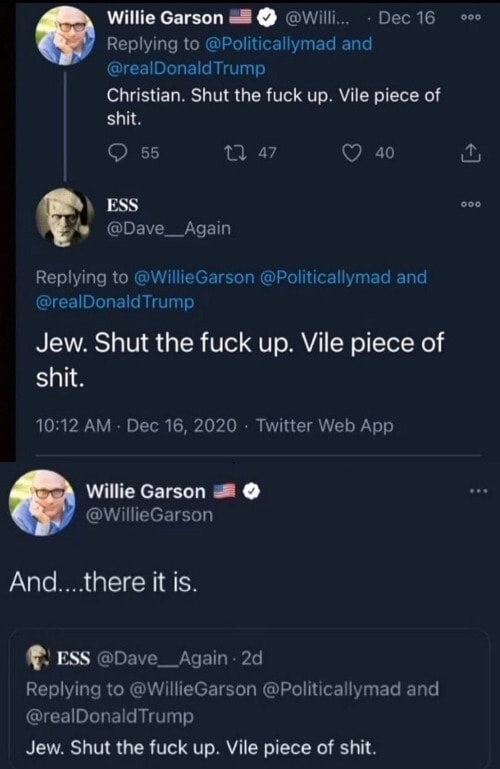 Willie Garson 🇺🇸 @Willi... · Dec 16
Replying to @Politicallymad and
@realDonaldTrump
Christian. Shut the fuck up. Vile piece of
shit.
55 47 40
ESS
@Dave__Again
Replying to @WillieGarson @Politicallymad and
@realDonaldTrump
Jew. Shut the fuck up. Vile piece of
shit.
10:12 AM · Dec 16, 2020 · Twitter Web App
Willie Garson 🇺🇸
@WillieGarson
And....there it is.
ESS @Dave__Again · 2d
Replying to @WillieGarson @Politicallymad and
@realDonaldTrump
Jew. Shut the fuck up. Vile piece of shit.